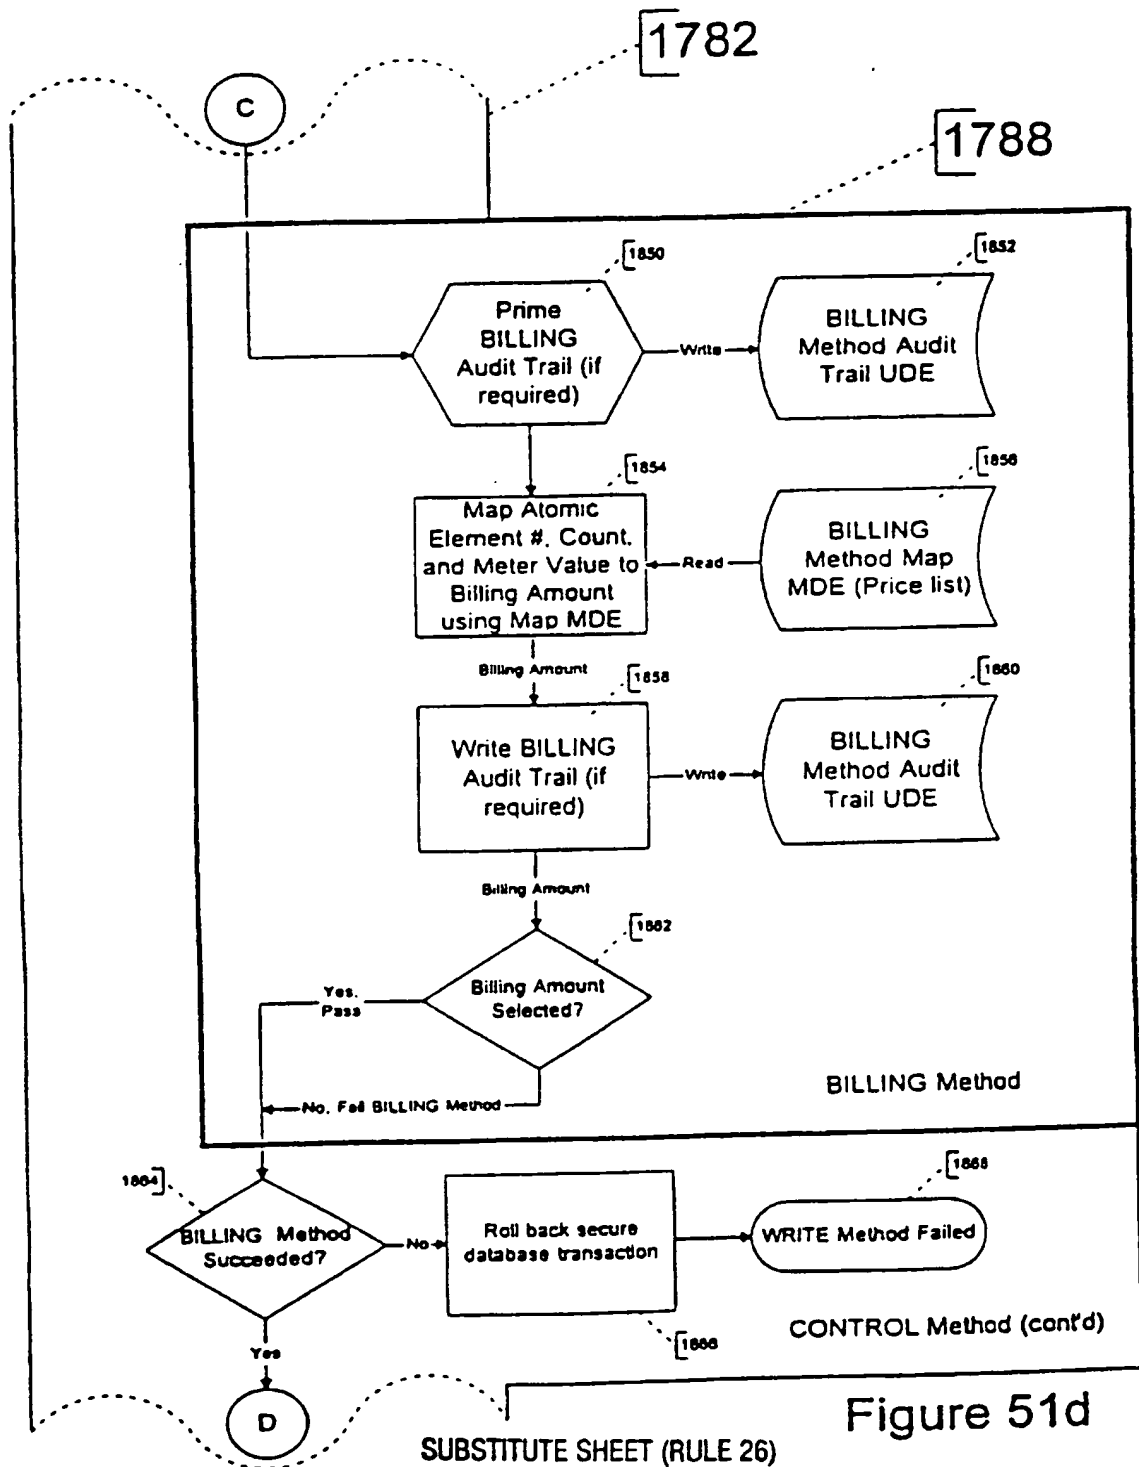 1782
C
1788
1850
Prime
BILLING
Audit Trail (if
required)
Write
1852
BILLING
Method Audit
Trail UDE
1854
Map Atomic
Element #, Count,
and Meter Value to
Billing Amount
using Map MDE
Read
1856
BILLING
Method Map
MDE (Price list)
Billing Amount
1858
Write BILLING
Audit Trail (if
required)
Write
1860
BILLING
Method Audit
Trail UDE
Billing Amount
1862
Billing Amount
Selected?
Yes,
Pass
No, Fail BILLING Method
BILLING Method
1864
BILLING Method
Succeeded?
No
Roll back secure
database transaction
1866
1868
WRITE Method Failed
Yes
CONTROL Method (cont'd)
D
Figure 51d
SUBSTITUTE SHEET (RULE 26)